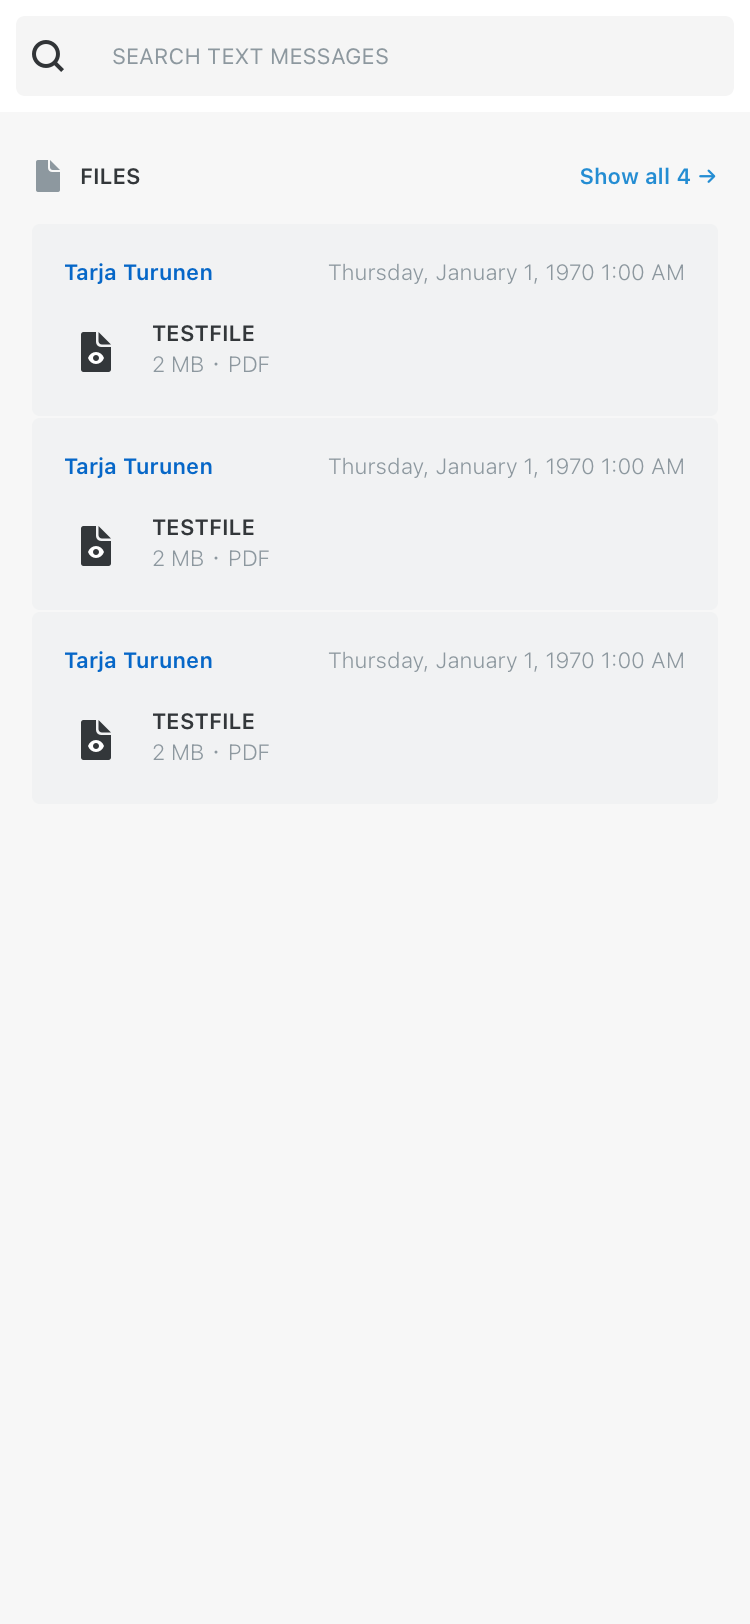 SEARCH TEXT MESSAGES
FILES
Show all 4 →
Tarja Turunen
Thursday, January 1, 1970 1:00 AM
TESTFILE
2 MB · PDF
Tarja Turunen
Thursday, January 1, 1970 1:00 AM
TESTFILE
2 MB · PDF
Tarja Turunen
Thursday, January 1, 1970 1:00 AM
TESTFILE
2 MB · PDF